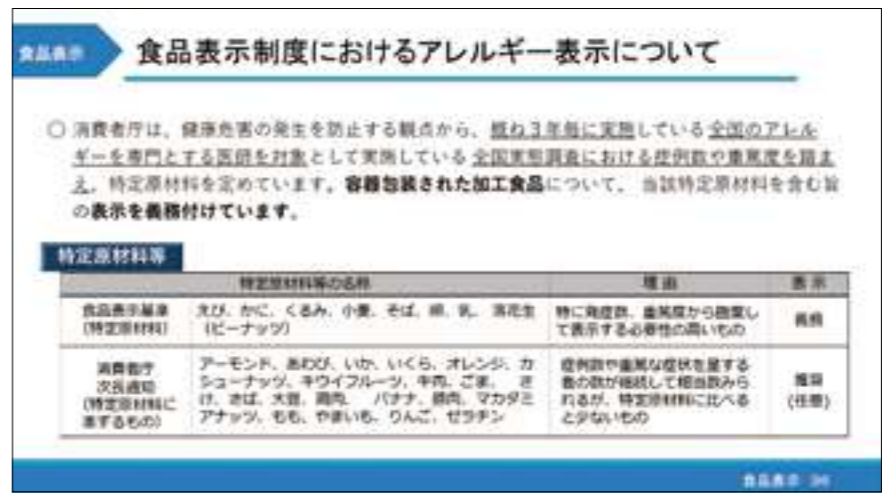 食品表示
食品表示制度におけるアレルギー表示について
○ 消費者庁は、健康危害の発生を防止する観点から、概ね3年毎に実施している全国のアレル
ギーを専門とする医師を対象として実施している全国実態調査における症例数や重篤度を踏ま
え、特定原材料を定めています。容器包装された加工食品について、当該特定原材料を含む旨
の表示を義務付けています。
特定原材料等
特定原材料等の名称 理由 表示
食品表示基準
(特定原材料)
えび、かに、くるみ、小麦、そば、卵、乳、落花生
(ピーナッツ)
特に発症数、重篤度から勘案し
て表示する必要性の高いもの
義務
消費者庁
次長通知
(特定原材料に
準ずるもの)
アーモンド、あわび、いか、いくら、オレンジ、カ
シューナッツ、キウイフルーツ、牛肉、ごま、さ
け、さば、大豆、鶏肉、バナナ、豚肉、マカダミ
アナッツ、もも、やまいも、りんご、ゼラチン
症例数や重篤な症状を呈する
者の数が継続して相当数みら
れるが、特定原材料に比べる
と少ないもの
推奨
(任意)
食品表示